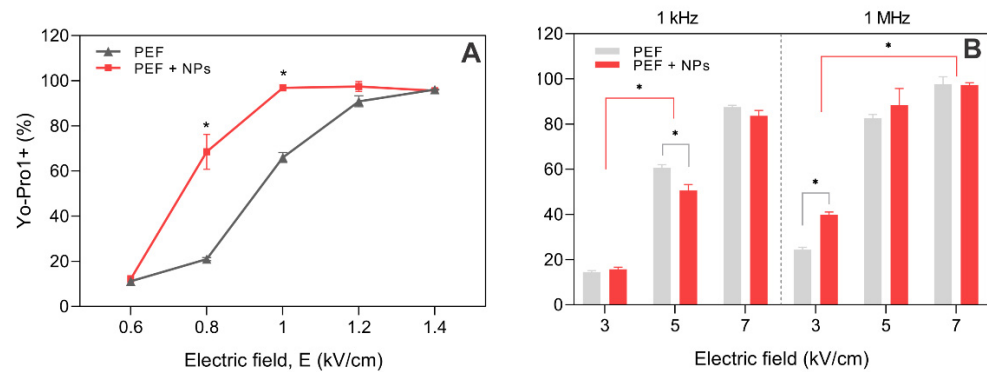 A
PEF
PEF + NPs
Yo-Pro1+ (%)
120
100
80
60
40
20
0
*
*
0.6 0.8 1 1.2 1.4
Electric field, E (kV/cm)
1 kHz 1 MHz
B
PEF
PEF + NPs
120
100
80
60
40
20
0
*
*
*
*
3 5 7 3 5 7
Electric field (kV/cm)